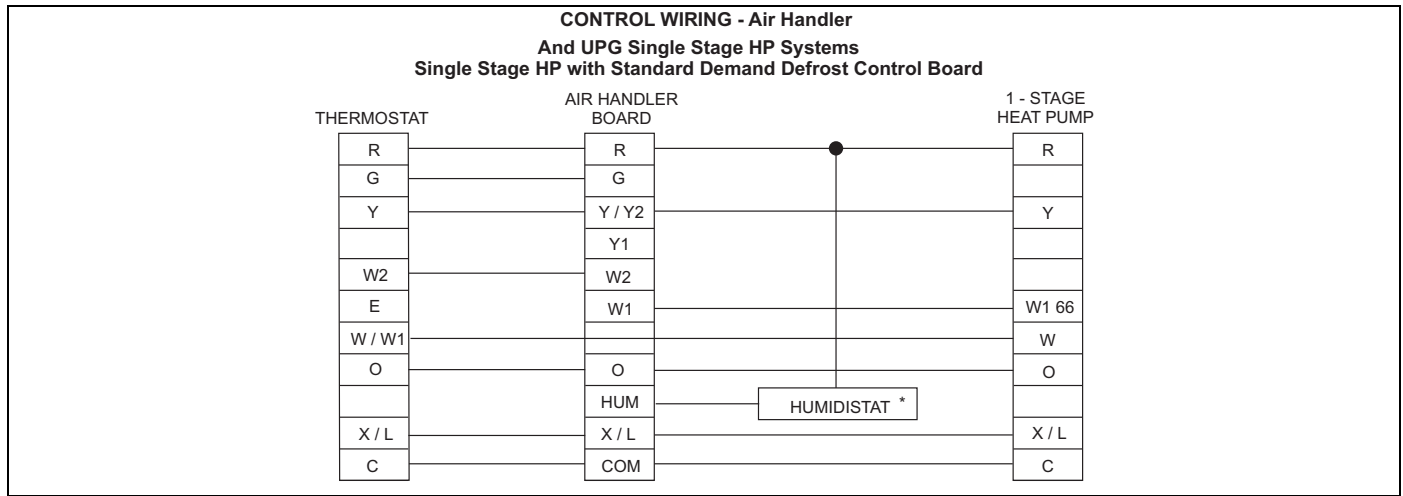 CONTROL WIRING - Air Handler
And UPG Single Stage HP Systems
Single Stage HP with Standard Demand Defrost Control Board
THERMOSTAT
AIR HANDLER
BOARD
1 - STAGE
HEAT PUMP
R R R
G G
Y Y / Y2 Y
Y1
W2 W2
E W1 W1 66
W / W1 W
O O O
HUM HUMIDISTAT *
X / L X / L X / L
C COM C